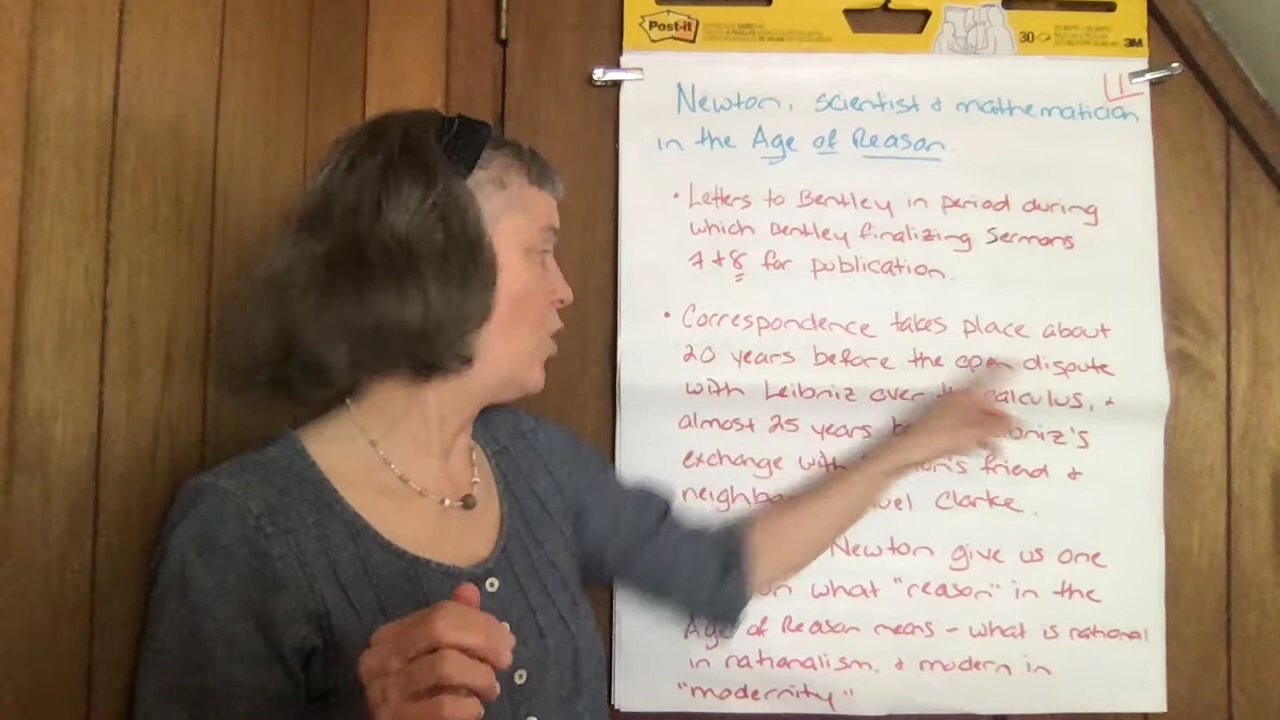 Post-it
30
3M
1
Newton, scientist & mathematician
in the Age of Reason.
• Letters to Bentley in period during
which Bentley finalizing Sermons
7 & 8 for publication.
• Correspondence takes place about
20 years before the open dispute
with Leibniz over calculus, &
almost 25 years
exchange with friend &
Clarke.
Newton give us one
what "reason" in the
Age of Reason means - what is rational
in rationalism, & modern in
"modernity"